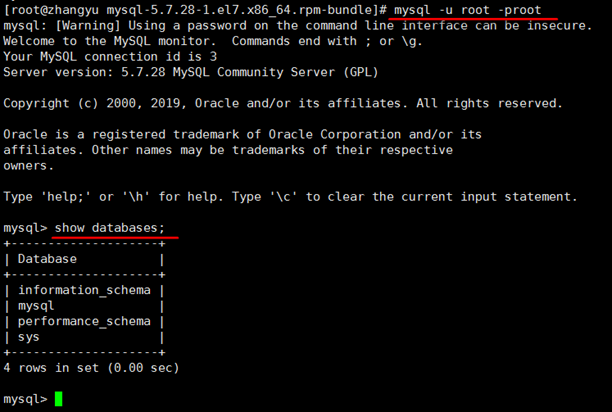 [root@zhangyu mysql-5.7.28-1.el7.x86_64.rpm-bundle]# mysql -u root -proot
mysql: [Warning] Using a password on the command line interface can be insecure.
Welcome to the MySQL monitor.  Commands end with ; or \g.
Your MySQL connection id is 3
Server version: 5.7.28 MySQL Community Server (GPL)
Copyright (c) 2000, 2019, Oracle and/or its affiliates. All rights reserved.
Oracle is a registered trademark of Oracle Corporation and/or its
affiliates. Other names may be trademarks of their respective
owners.
Type 'help;' or '\h' for help. Type '\c' to clear the current input statement.
mysql> show databases;
+--------------------+
| Database           |
+--------------------+
| information_schema |
| mysql              |
| performance_schema |
| sys                |
+--------------------+
4 rows in set (0.00 sec)
mysql>